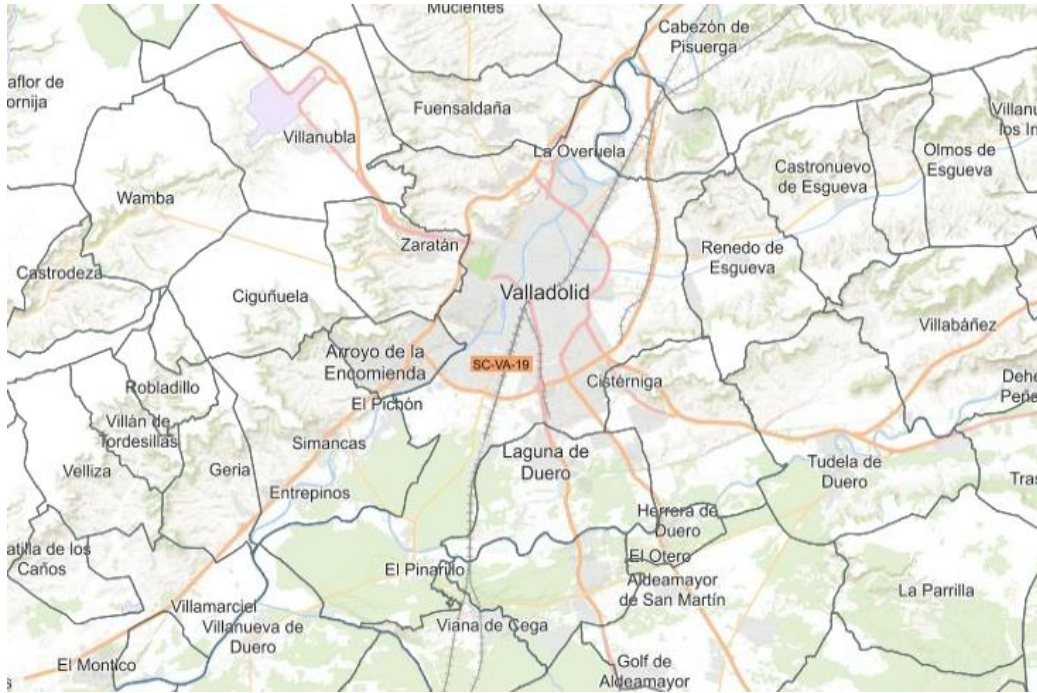 Mucientes
Cabezón de
Pisuerga
aflor de
ornija
Fuensaldaña
Villanubla
La Overuela
Villanu
los In
Olmos de
Esgueva
Castronuevo
de Esgueva
Wamba
Zaratán
Renedo de
Esgueva
Castrodeza
Ciguñuela
Valladolid
Villabáñez
Arroyo de la
Encomienda
SC-VA-19
Cistérniga
Robladillo
Dehe
Peña
El Pichón
Villán de
Tordesillas
Simancas
Laguna de
Duero
Velliza
Geria
Tudela de
Duero
Tras
Entrepinos
Herrera de
Duero
atilla de los
Caños
El Pinarillo
El Otero
Aldeamayor
de San Martín
La Parrilla
Villamarciel
Villanueva de
Duero
Viana de Cega
El Montico
Golf de
Aldeamayor
s